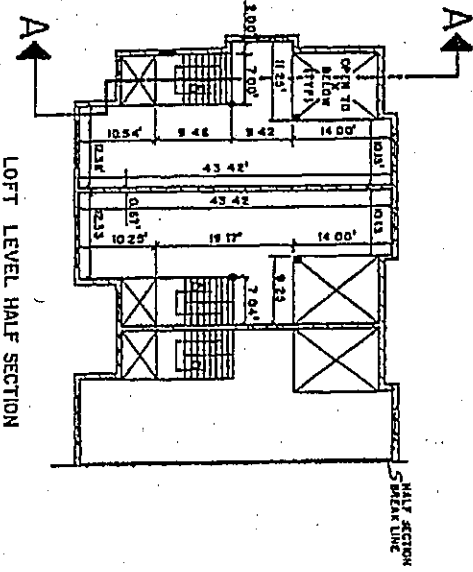 A
A
2.00'
7.00'
11.25'
OPEN TO
BELOW
X
(TYP)
10.54'
9.46
9.42
14.00'
12.38'
10.13'
43.42'
0.67'
43.42
12.33
10.13
10.25'
19.17'
14.00'
7.04'
9.25
LOFT LEVEL HALF SECTION
HALF SECTION
BREAK LINE